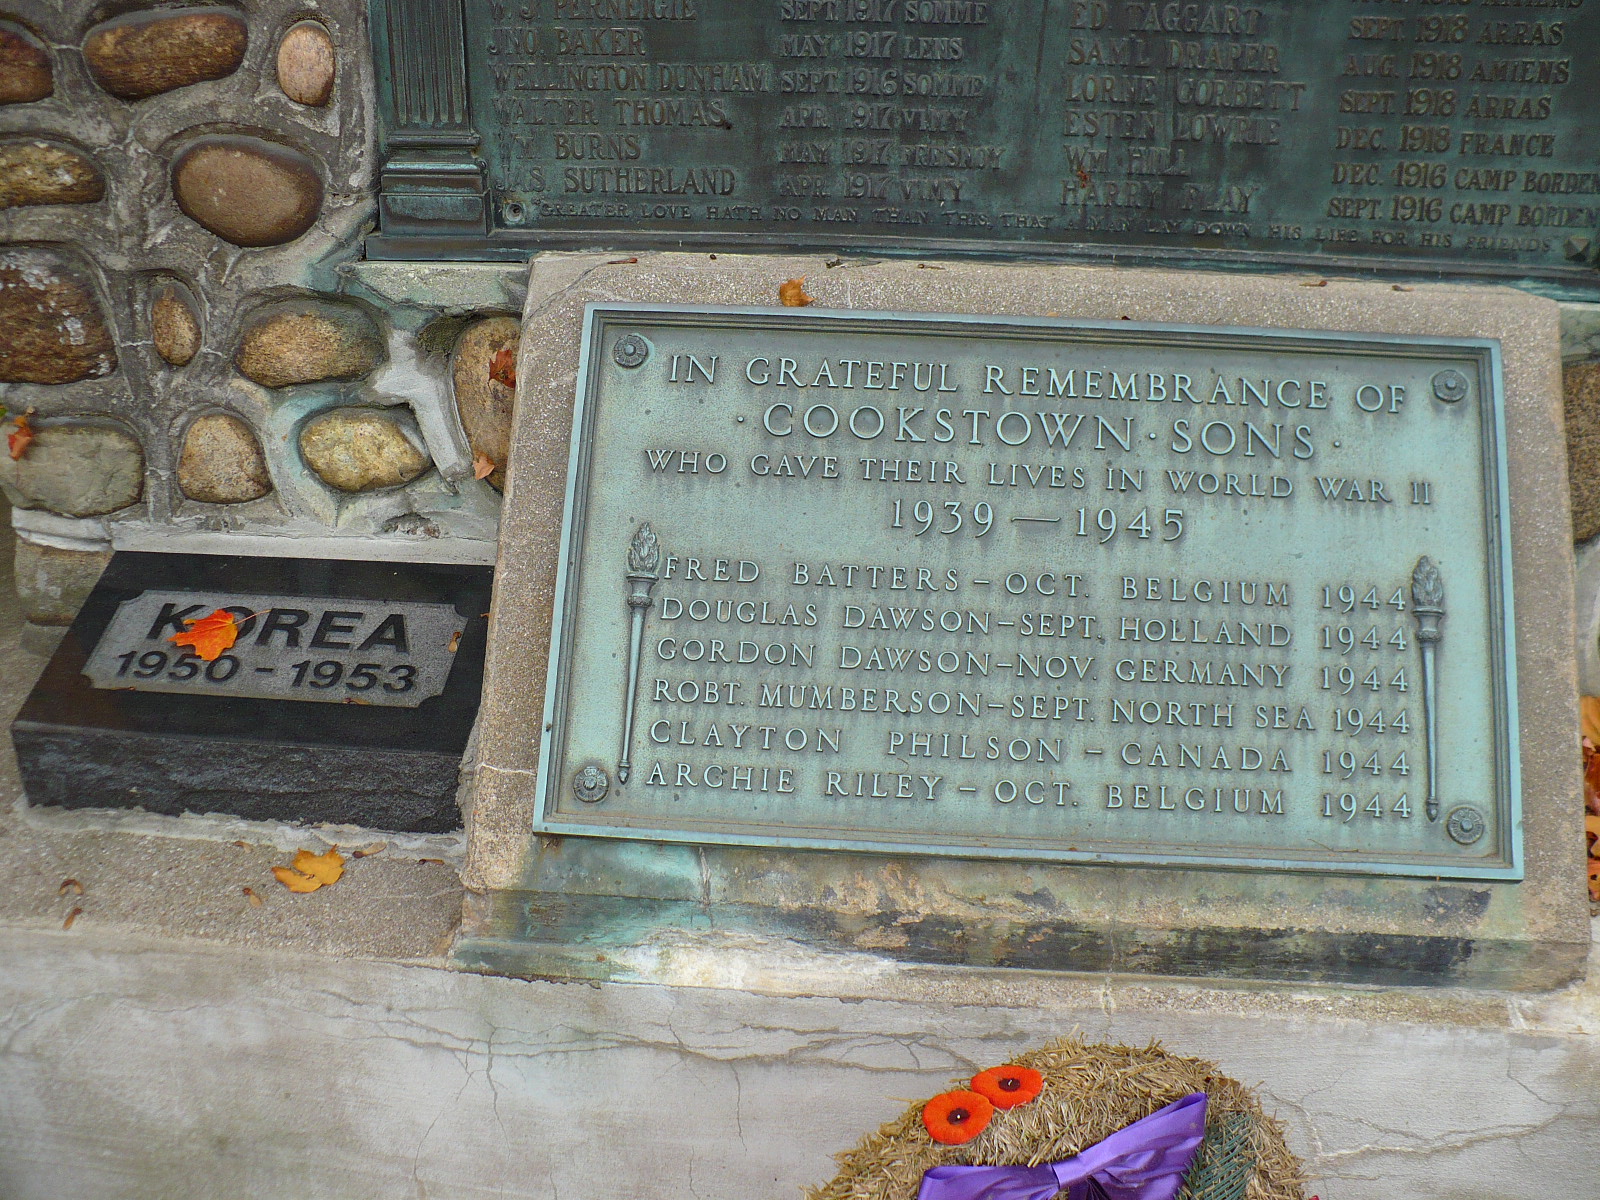 W. J. PERNEIGIE SEPT. 1917 SOMME
JNO. BAKER MAY. 1917 LENS
WELLINGTON DUNHAM SEPT. 1916 SOMME
WALTER THOMAS APR. 1917 VIMY
WM. BURNS MAY. 1917 FRESNOY
JAS. SUTHERLAND APR. 1917 VIMY
ED TAGGART SEPT. 1918 ARRAS
SAML DRAPER AUG. 1918 AMIENS
LORNE CORBETT SEPT. 1918 ARRAS
ESTEN LOWRIE DEC. 1918 FRANCE
WM HILL DEC. 1916 CAMP BORDEN
HARRY PLAY SEPT. 1916 CAMP BORDEN
GREATER LOVE HATH NO MAN THAN THIS, THAT A MAN LAY DOWN HIS LIFE FOR HIS FRIENDS
IN GRATEFUL REMEMBRANCE OF
· COOKSTOWN · SONS ·
WHO GAVE THEIR LIVES IN WORLD WAR II
1939 — 1945
FRED BATTERS – OCT. BELGIUM 1944
DOUGLAS DAWSON – SEPT. HOLLAND 1944
GORDON DAWSON – NOV. GERMANY 1944
ROBT. MUMBERSON – SEPT. NORTH SEA 1944
CLAYTON PHILSON – CANADA 1944
ARCHIE RILEY – OCT. BELGIUM 1944
KOREA
1950 - 1953